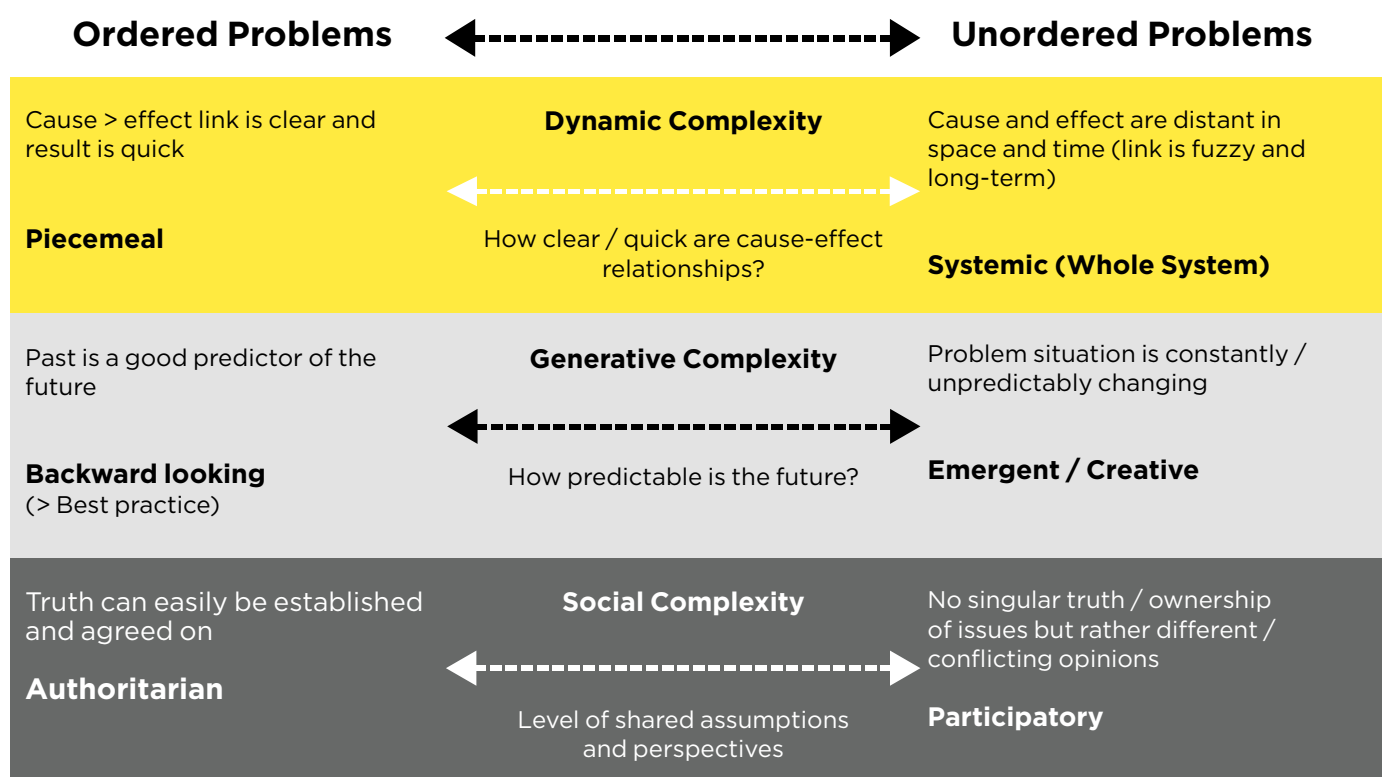 Ordered Problems
Unordered Problems
Cause > effect link is clear and
result is quick
Piecemeal
Dynamic Complexity
How clear / quick are cause-effect
relationships?
Cause and effect are distant in
space and time (link is fuzzy and
long-term)
Systemic (Whole System)
Past is a good predictor of the
future
Backward looking
(> Best practice)
Generative Complexity
How predictable is the future?
Problem situation is constantly /
unpredictably changing
Emergent / Creative
Truth can easily be established
and agreed on
Authoritarian
Social Complexity
Level of shared assumptions
and perspectives
No singular truth / ownership
of issues but rather different /
conflicting opinions
Participatory